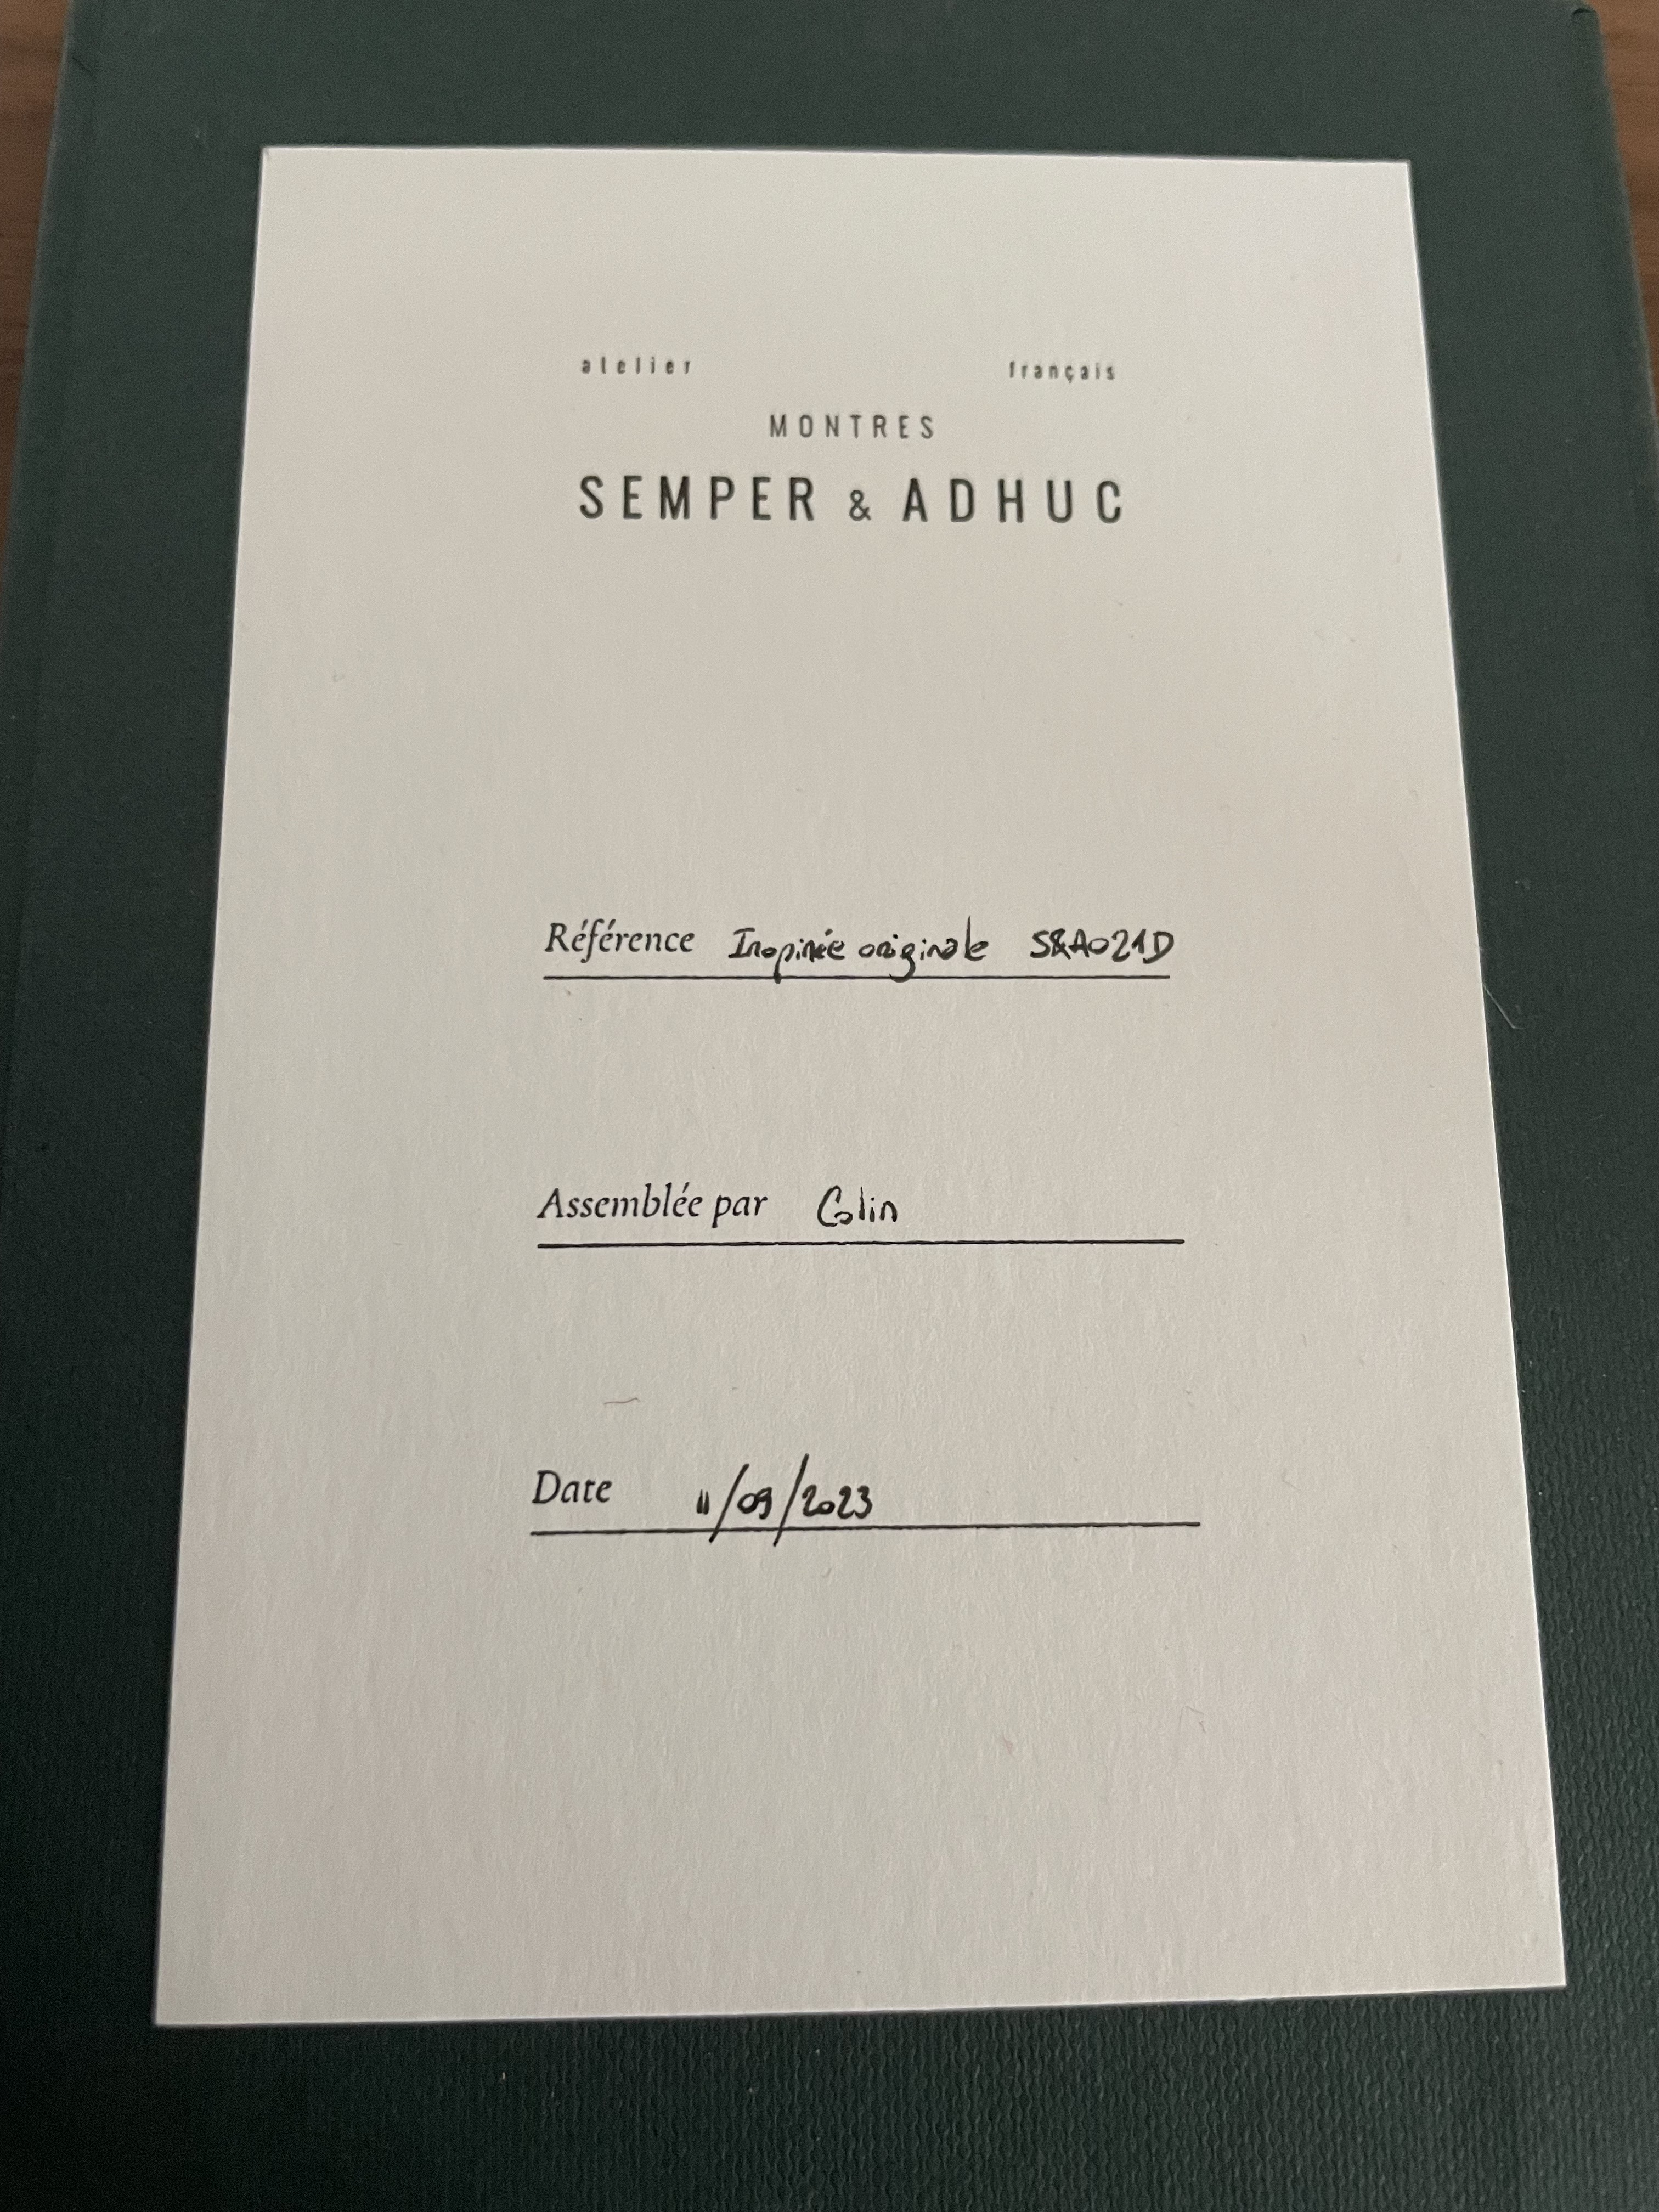 atelier français
MONTRES
SEMPER & ADHUC
Référence Inopinée originale S&A021D
Assemblée par Colin
Date 11/09/2023